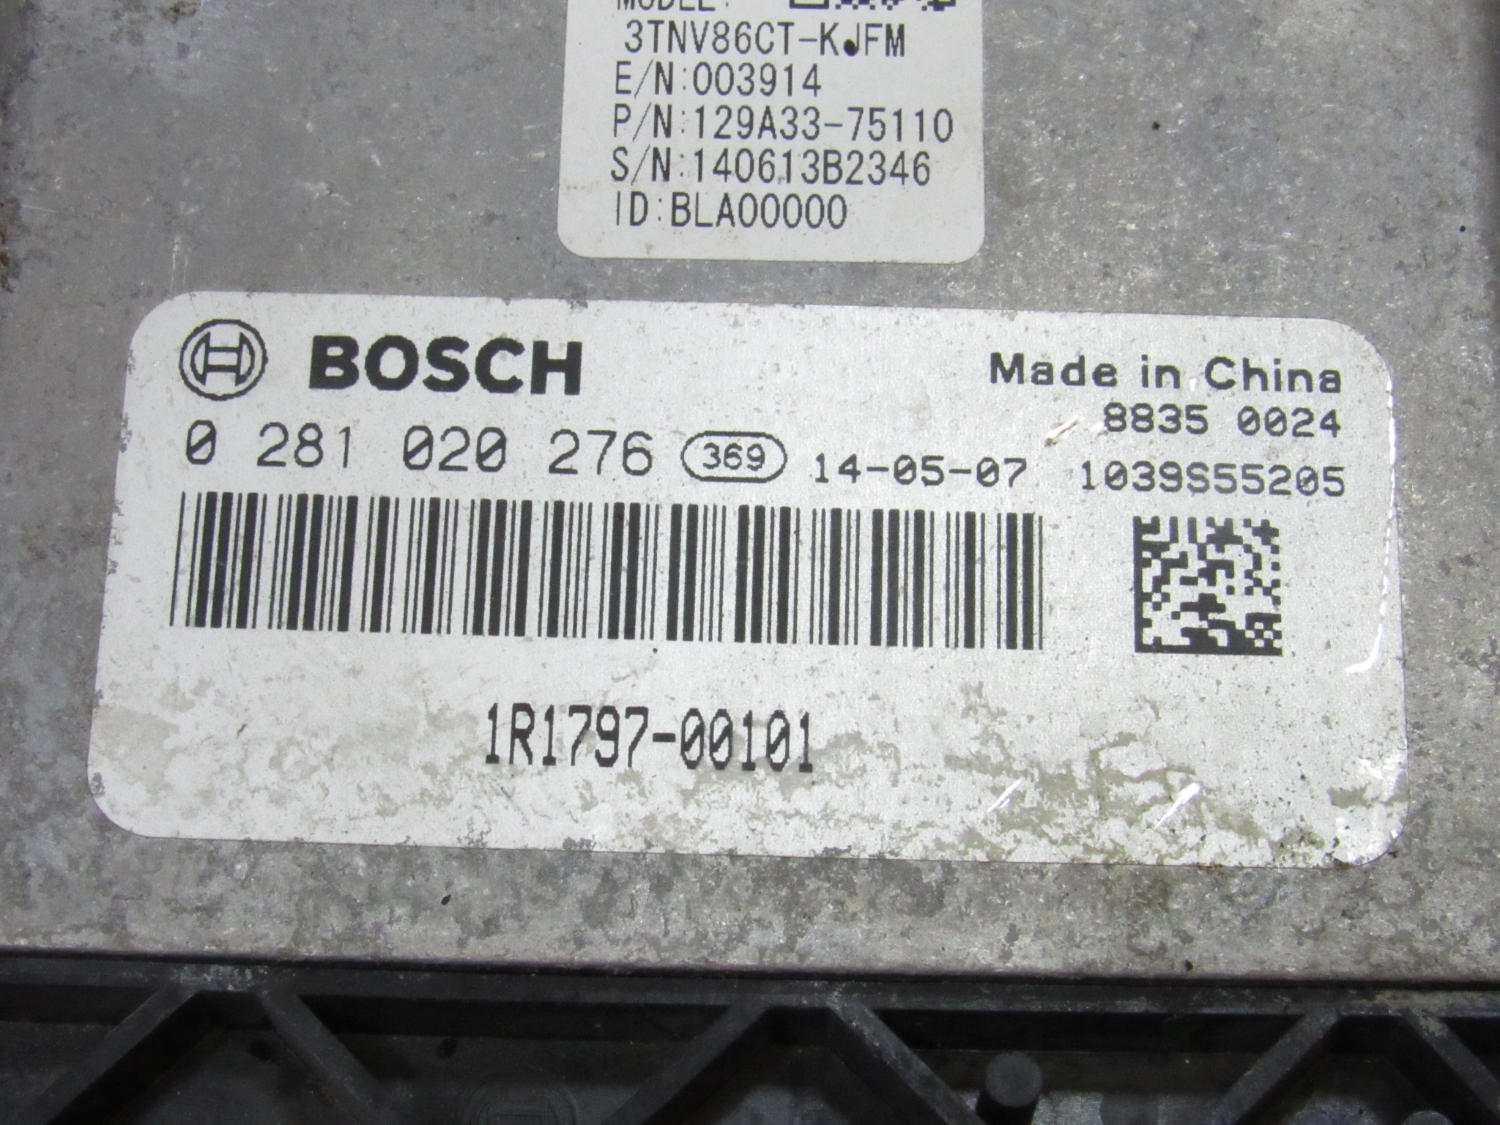 MODEL:
3TNV86CT-KJFM
E/N:003914
P/N:129A33-75110
S/N:140613B2346
ID:BLA00000
BOSCH
Made in China
8835 0024
0 281 020 276 369 14-05-07 1039S55205
1R1797-00101